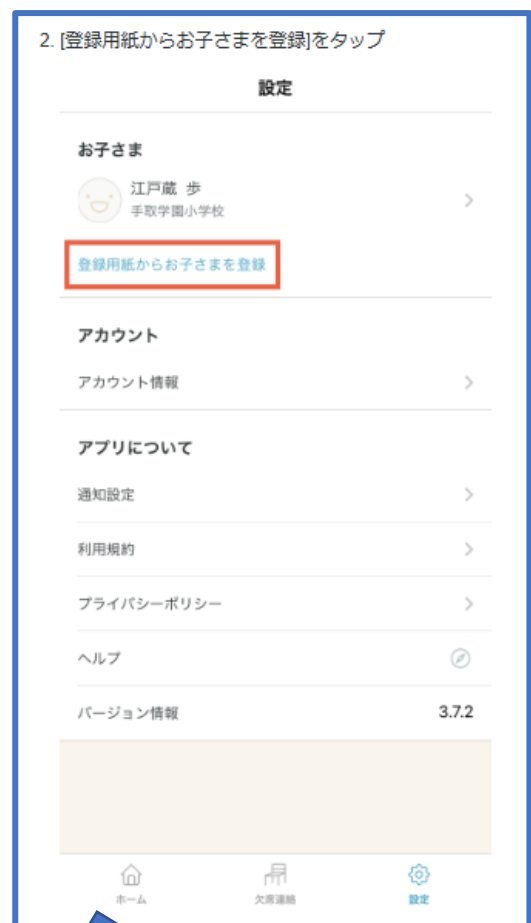 2. [登録用紙からお子さまを登録]をタップ
設定
お子さま
江戸蔵 歩
手取学園小学校
登録用紙からお子さまを登録
アカウント
アカウント情報
アプリについて
通知設定
利用規約
プライバシーポリシー
ヘルプ
バージョン情報 3.7.2
ホーム 欠席連絡 設定